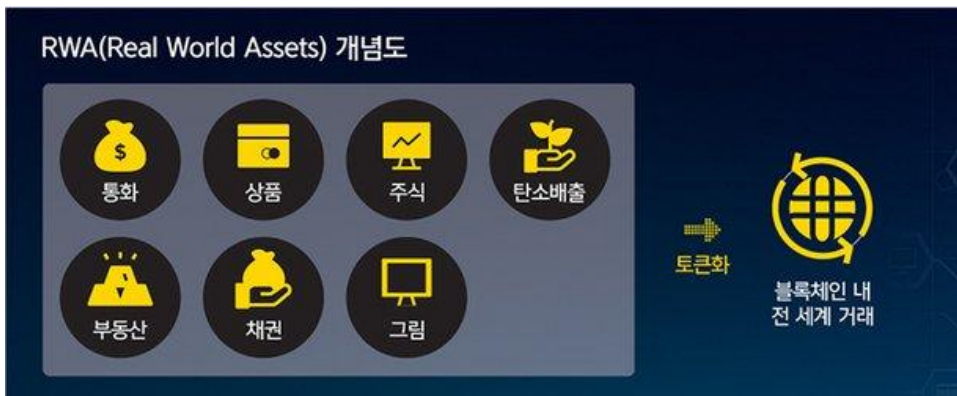 RWA(Real World Assets) 개념도
$
통화
상품
주식
탄소배출
부동산
채권
그림
토큰화
블록체인 내
전 세계 거래